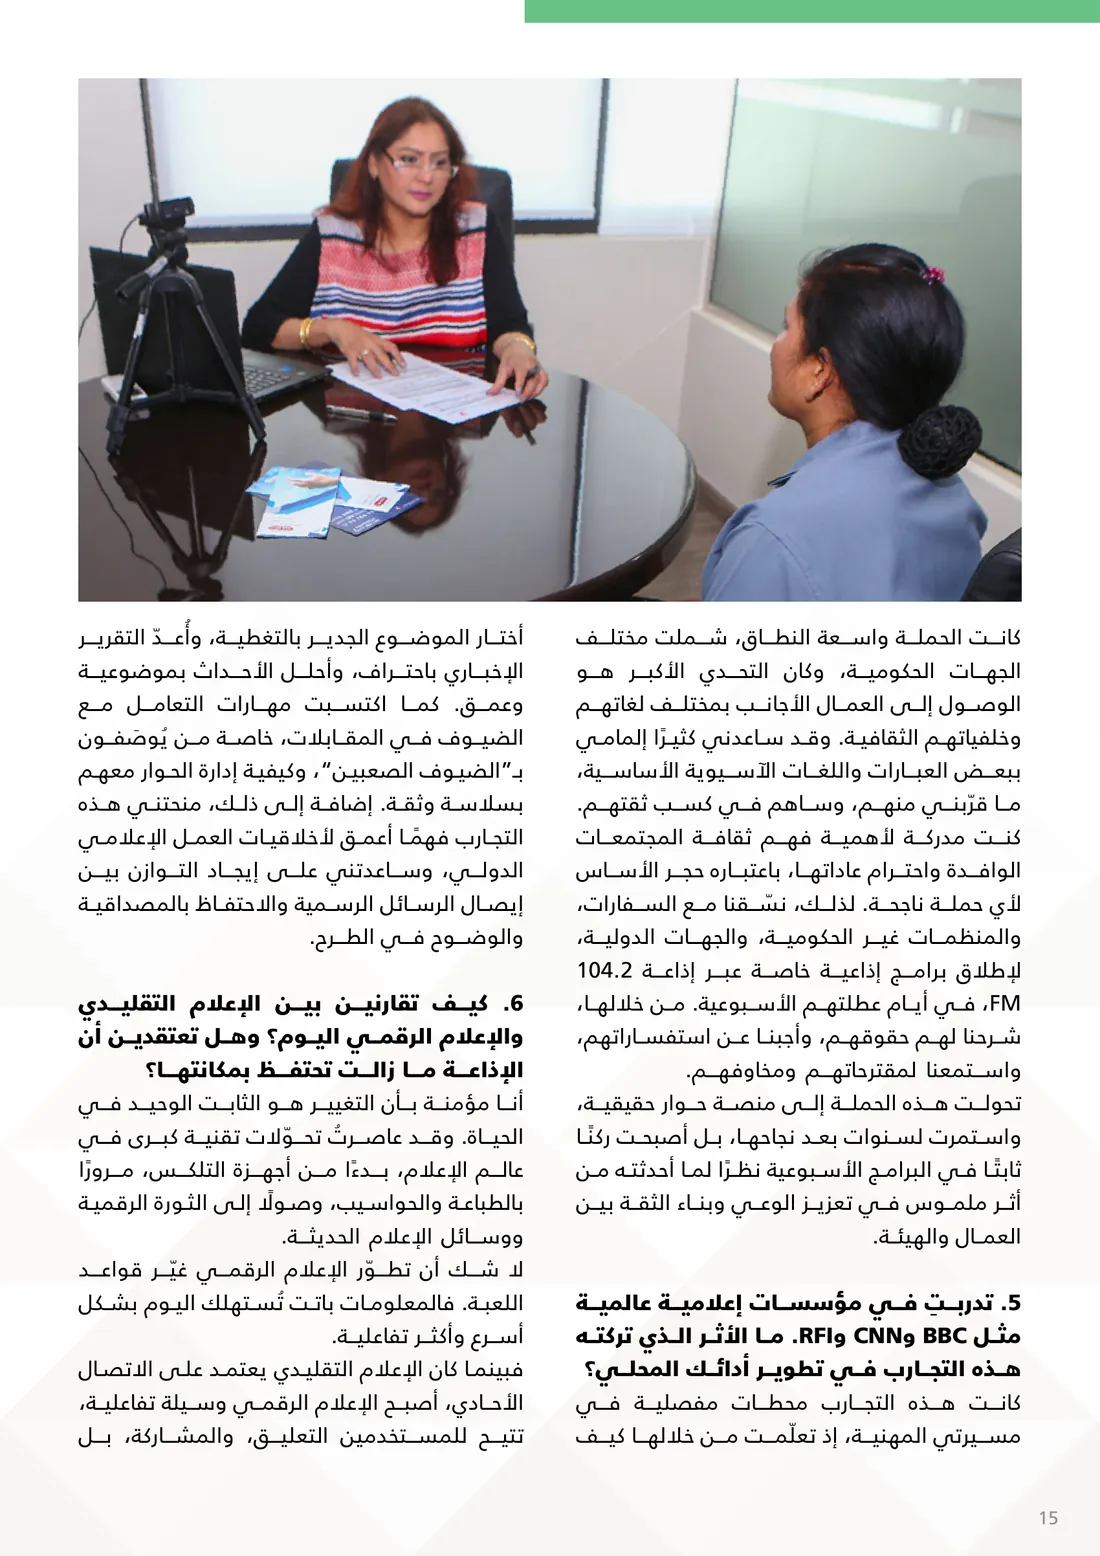 كانت الحملة واسعة النطاق، شملت مختلف
الجهات الحكومية، وكان التحدي الأكبر هو
الوصول إلى العمال الأجانب بمختلف لغاتهم
وخلفياتهم الثقافية. وقد ساعدني كثيرًا إلمامي
ببعض العبارات واللغات الآسيوية الأساسية،
ما قرّبني منهم، وساهم في كسب ثقتهم.
كنت مدركة لأهمية فهم ثقافة المجتمعات
الوافدة واحترام عاداتها، باعتباره حجر الأساس
لأي حملة ناجحة. لذلك، نسّقنا مع السفارات،
والمنظمات غير الحكومية، والجهات الدولية،
لإطلاق برامج إذاعية خاصة عبر إذاعة 104.2
FM، في أيام عطلتهم الأسبوعية. من خلالها،
شرحنا لهم حقوقهم، وأجبنا عن استفساراتهم،
واستمعنا لمقترحاتهم ومخاوفهم.
تحولت هذه الحملة إلى منصة حوار حقيقية،
واستمرت لسنوات بعد نجاحها، بل أصبحت ركنًا
ثابتًا في البرامج الأسبوعية نظرًا لما أحدثته من
أثر ملموس في تعزيز الوعي وبناء الثقة بين
العمال والهيئة.
5. تدربتِ في مؤسسات إعلامية عالمية
مثل BBC وCNN وRFI. ما الأثر الذي تركته
هذه التجارب في تطوير أدائك المحلي؟
كانت هذه التجارب محطات مفصلية في
مسيرتي المهنية، إذ تعلّمت من خلالها كيف
أختار الموضوع الجدير بالتغطية، وأُعدّ التقرير
الإخباري باحتراف، وأحلل الأحداث بموضوعية
وعمق. كما اكتسبت مهارات التعامل مع
الضيوف في المقابلات، خاصة من يُوصَفون
بـ"الضيوف الصعبين"، وكيفية إدارة الحوار معهم
بسلاسة وثقة. إضافة إلى ذلك، منحتني هذه
التجارب فهمًا أعمق لأخلاقيات العمل الإعلامي
الدولي، وساعدتني على إيجاد التوازن بين
إيصال الرسائل الرسمية والاحتفاظ بالمصداقية
والوضوح في الطرح.
6. كيف تقارنين بين الإعلام التقليدي
والإعلام الرقمي اليوم؟ وهل تعتقدين أن
الإذاعة ما زالت تحتفظ بمكانتها؟
أنا مؤمنة بأن التغيير هو الثابت الوحيد في
الحياة. وقد عاصرتُ تحوّلات تقنية كبرى في
عالم الإعلام، بدءًا من أجهزة التلكس، مرورًا
بالطباعة والحواسيب، وصولًا إلى الثورة الرقمية
ووسائل الإعلام الحديثة.
لا شك أن تطوّر الإعلام الرقمي غيّر قواعد
اللعبة. فالمعلومات باتت تُستهلك اليوم بشكل
أسرع وأكثر تفاعلية.
فبينما كان الإعلام التقليدي يعتمد على الاتصال
الأحادي، أصبح الإعلام الرقمي وسيلة تفاعلية،
تتيح للمستخدمين التعليق، والمشاركة، بل
15